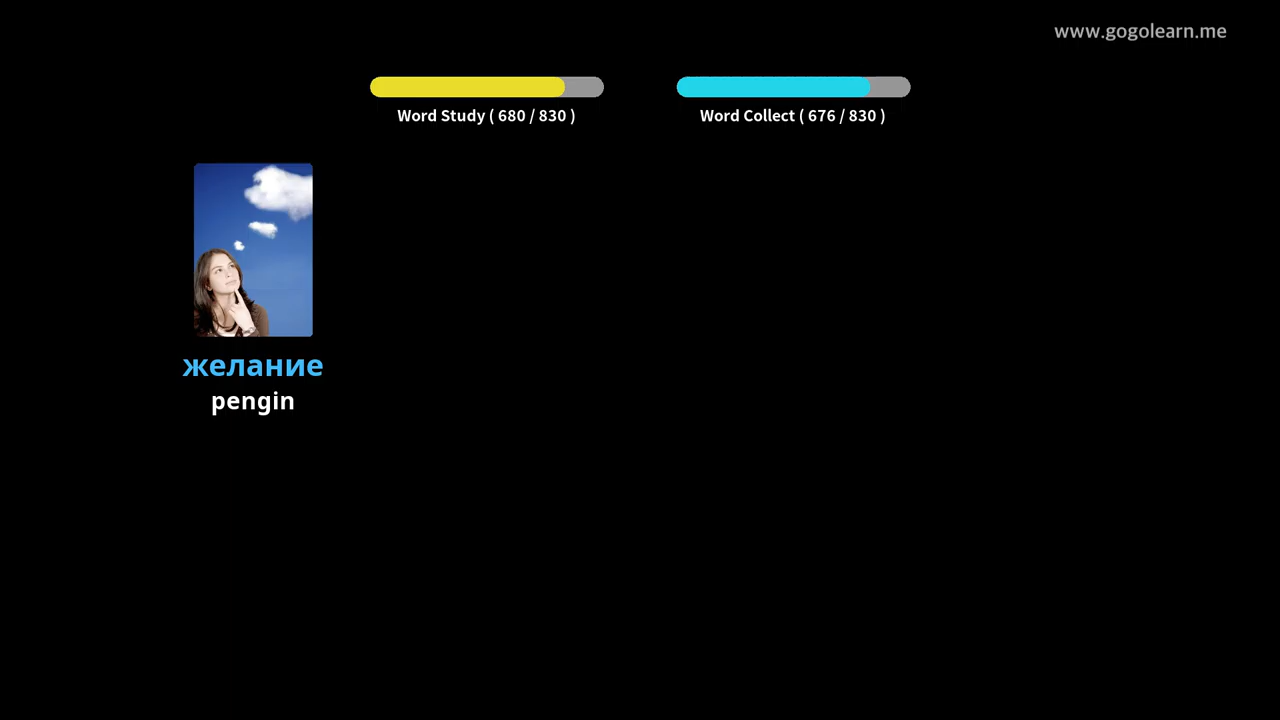 www.gogolearn.me
Word Study ( 680 / 830 )
Word Collect ( 676 / 830 )
желание
pengin